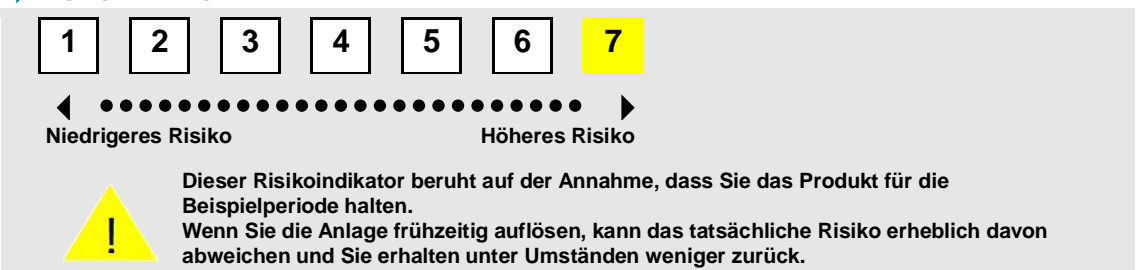 1 2 3 4 5 6 7
Niedrigeres Risiko Höheres Risiko
Dieser Risikoindikator beruht auf der Annahme, dass Sie das Produkt für die
Beispielperiode halten.
! Wenn Sie die Anlage frühzeitig auflösen, kann das tatsächliche Risiko erheblich davon
abweichen und Sie erhalten unter Umständen weniger zurück.